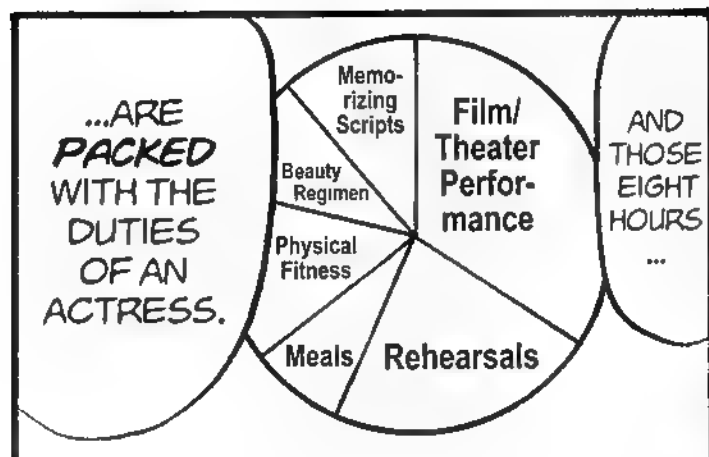 AND
THOSE
EIGHT
HOURS
...
Film/
Theater
Perfor-
mance
Rehearsals
Meals
Physical
Fitness
Beauty
Regimen
Memo-
rizing
Scripts
...ARE
PACKED
WITH THE
DUTIES
OF AN
ACTRESS.